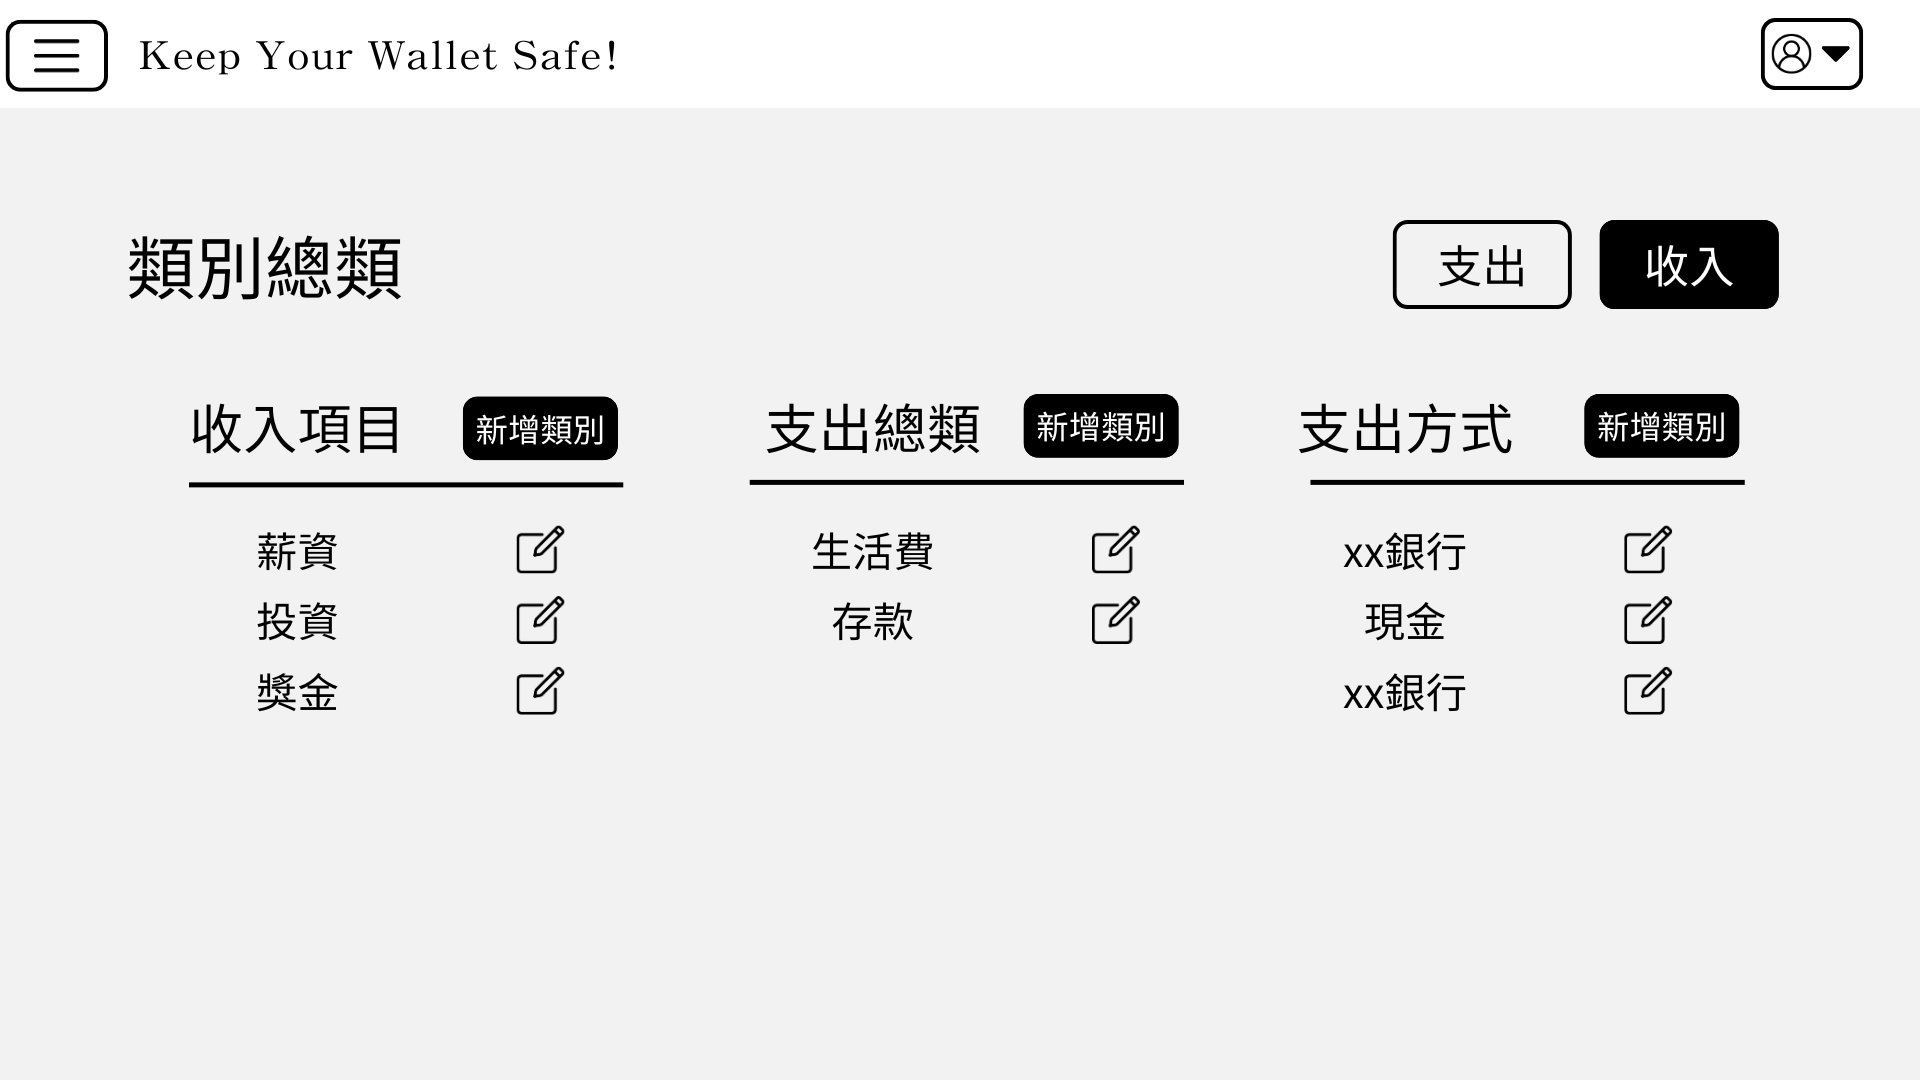 Keep Your Wallet Safe!
類別總類
支出
收入
收入項目
新增類別
薪資
投資
獎金
支出總類
新增類別
生活費
存款
支出方式
新增類別
xx銀行
現金
xx銀行